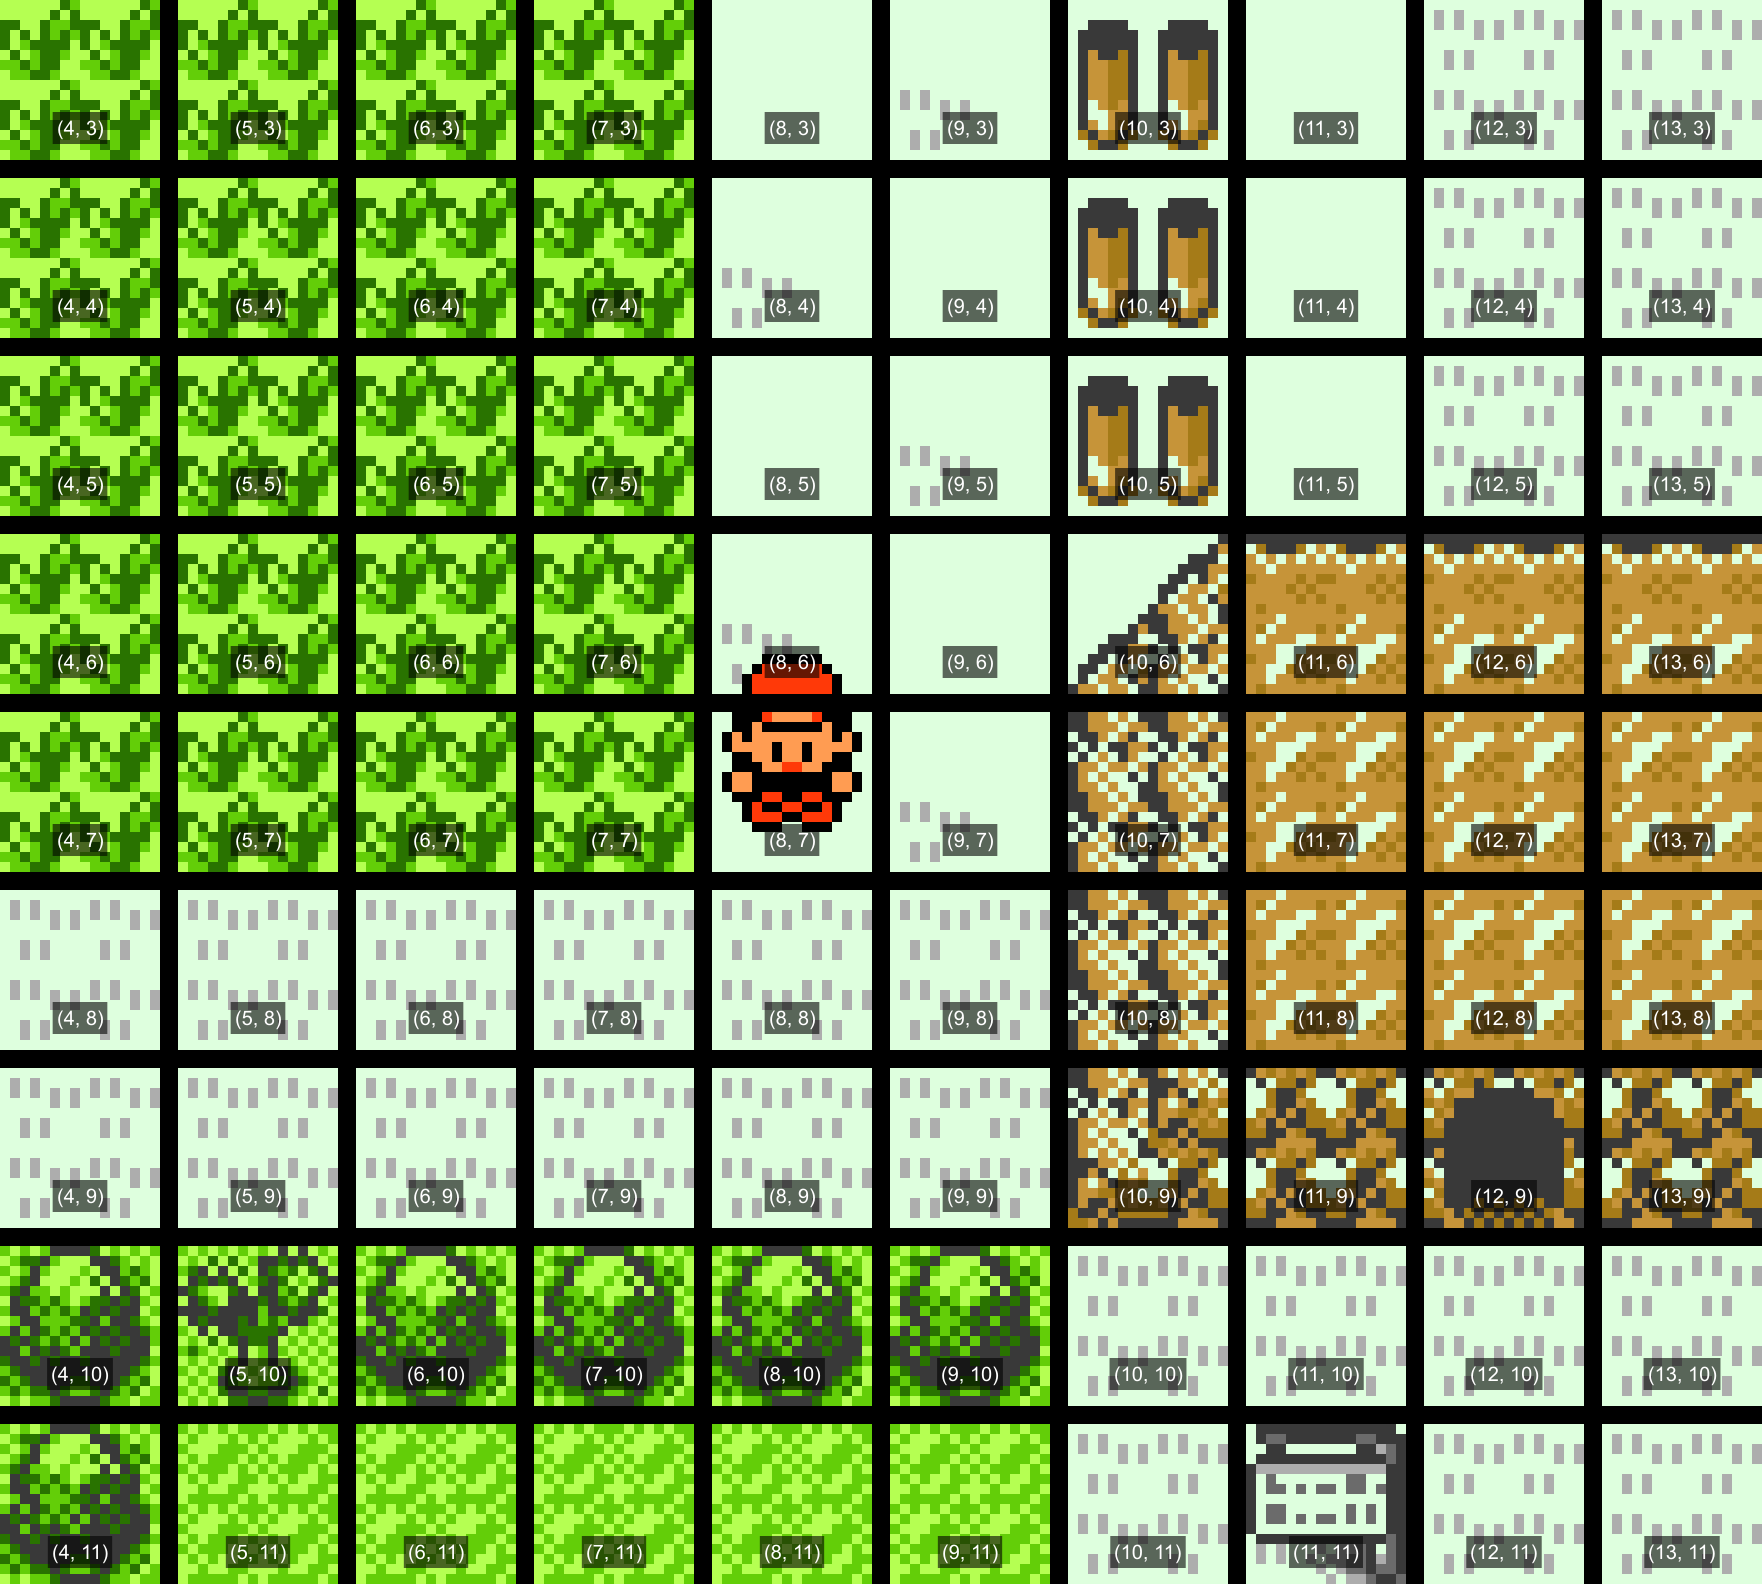 (4, 3) (5, 3) (6, 3) (7, 3) (8, 3) (9, 3) (10, 3) (11, 3) (12, 3) (13, 3)
(4, 4) (5, 4) (6, 4) (7, 4) (8, 4) (9, 4) (10, 4) (11, 4) (12, 4) (13, 4)
(4, 5) (5, 5) (6, 5) (7, 5) (8, 5) (9, 5) (10, 5) (11, 5) (12, 5) (13, 5)
(4, 6) (5, 6) (6, 6) (7, 6) (8, 6) (9, 6) (10, 6) (11, 6) (12, 6) (13, 6)
(4, 7) (5, 7) (6, 7) (7, 7) (8, 7) (9, 7) (10, 7) (11, 7) (12, 7) (13, 7)
(4, 8) (5, 8) (6, 8) (7, 8) (8, 8) (9, 8) (10, 8) (11, 8) (12, 8) (13, 8)
(4, 9) (5, 9) (6, 9) (7, 9) (8, 9) (9, 9) (10, 9) (11, 9) (12, 9) (13, 9)
(4, 10) (5, 10) (6, 10) (7, 10) (8, 10) (9, 10) (10, 10) (11, 10) (12, 10) (13, 10)
(4, 11) (5, 11) (6, 11) (7, 11) (8, 11) (9, 11) (10, 11) (11, 11) (12, 11) (13, 11)